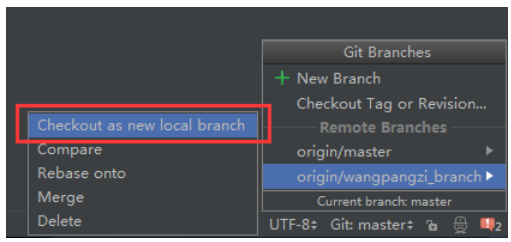 Git Branches
New Branch
Checkout Tag or Revision...
Remote Branches
origin/master
origin/wangpangzi_branch
Current branch: master
Checkout as new local branch
Compare
Rebase onto
Merge
Delete
UTF-8 Git: master 2